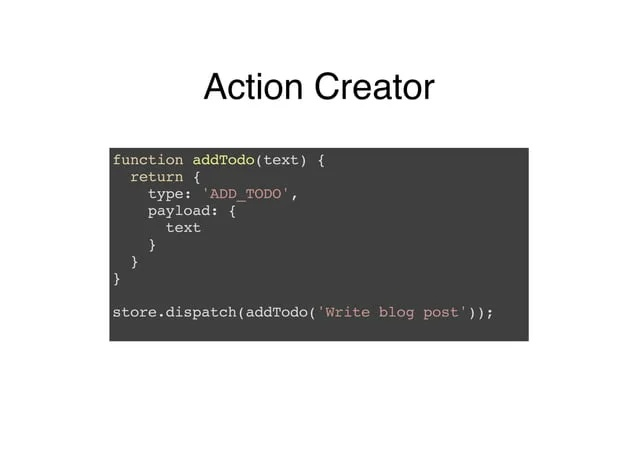 Action Creator
function addTodo(text) {
  return {
    type: 'ADD_TODO',
    payload: {
      text
    }
  }
}
store.dispatch(addTodo('Write blog post'));